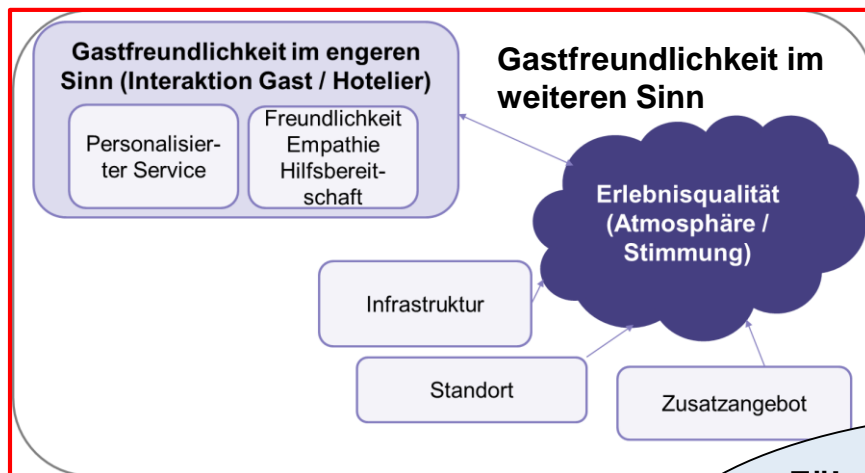 Gastfreundlichkeit im engeren
Sinn (Interaktion Gast / Hotelier)
Personalisier-
ter Service
Freundlichkeit
Empathie
Hilfsbereit-
schaft
Gastfreundlichkeit im
weiteren Sinn
Erlebnisqualität
(Atmosphäre /
Stimmung)
Infrastruktur
Standort
Zusatzangebot